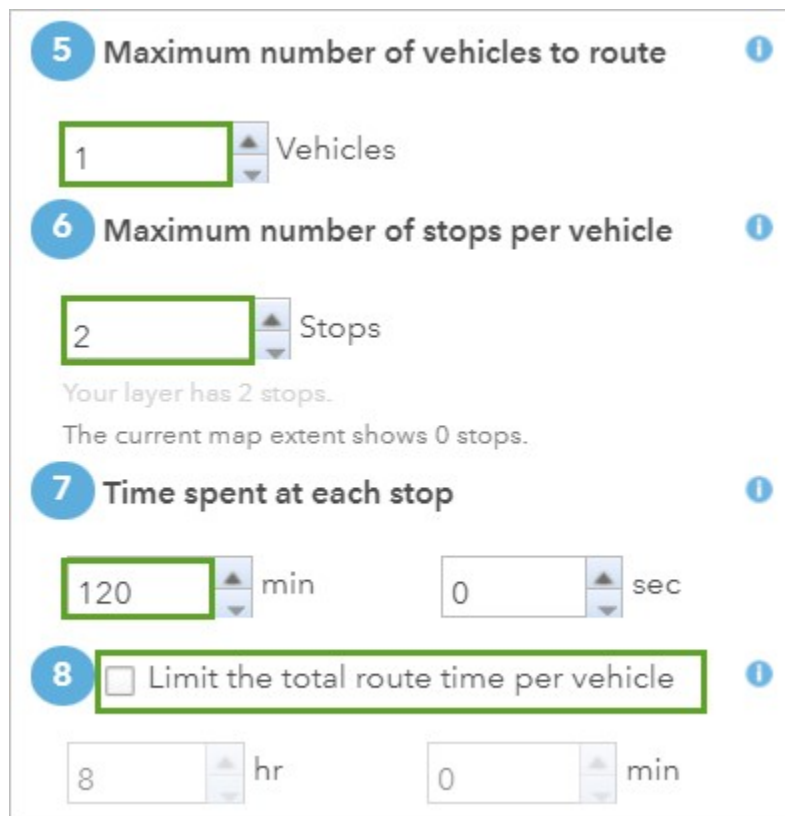 5 Maximum number of vehicles to route i
1 Vehicles
6 Maximum number of stops per vehicle i
2 Stops
Your layer has 2 stops.
The current map extent shows 0 stops.
7 Time spent at each stop i
120 min 0 sec
8 Limit the total route time per vehicle i
8 hr 0 min